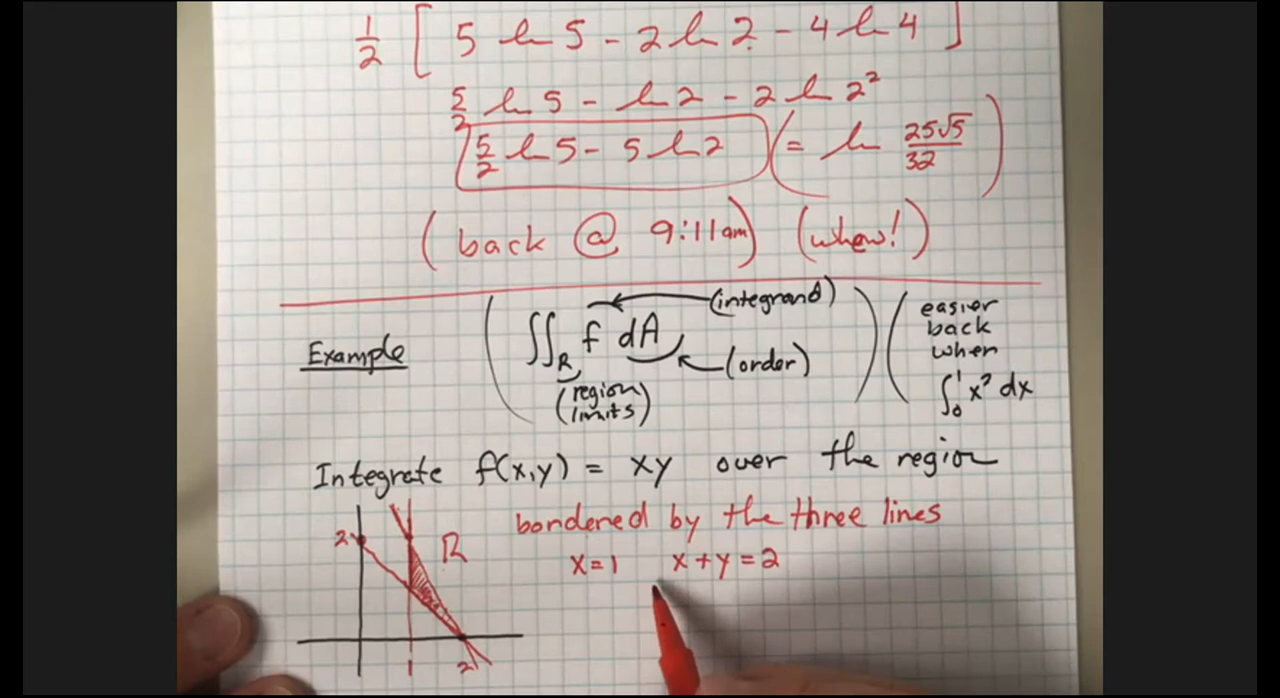 1/2 [ 5 ln 5 - 2 ln 2 - 4 ln 4 ]
5/2 ln 5 - ln 2 - 2 ln 2²
5/2 ln 5 - 5 ln 2 ( = ln 25√5/32 )
( back @ 9:11am ) (whew!)
Example ( ∬_R f dA (integrand) (order) (region limits) ) ( easier back when ∫₀¹ x² dx
Integrate f(x,y) = xy over the region
bordered by the three lines
x=1 x+y=2
2 R
1 2